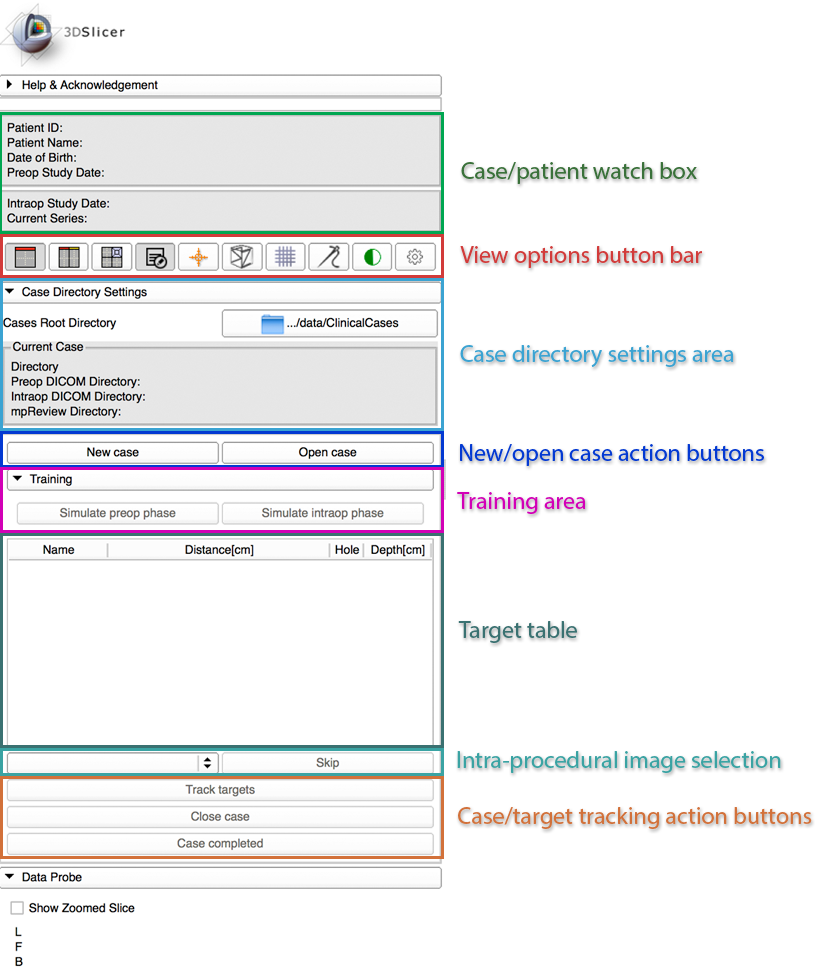 3DSlicer
Help & Acknowledgement
Patient ID:
Patient Name:
Date of Birth:
Preop Study Date:
Case/patient watch box
Intraop Study Date:
Current Series:
View options button bar
Case Directory Settings
Cases Root Directory .../data/ClinicalCases
Current Case
Case directory settings area
Directory
Preop DICOM Directory:
Intraop DICOM Directory:
mpReview Directory:
New case Open case
New/open case action buttons
Training
Training area
Simulate preop phase Simulate intraop phase
Name Distance[cm] Hole Depth[cm]
Target table
Skip
Intra-procedural image selection
Track targets
Close case
Case/target tracking action buttons
Case completed
Data Probe
Show Zoomed Slice
L
F
B